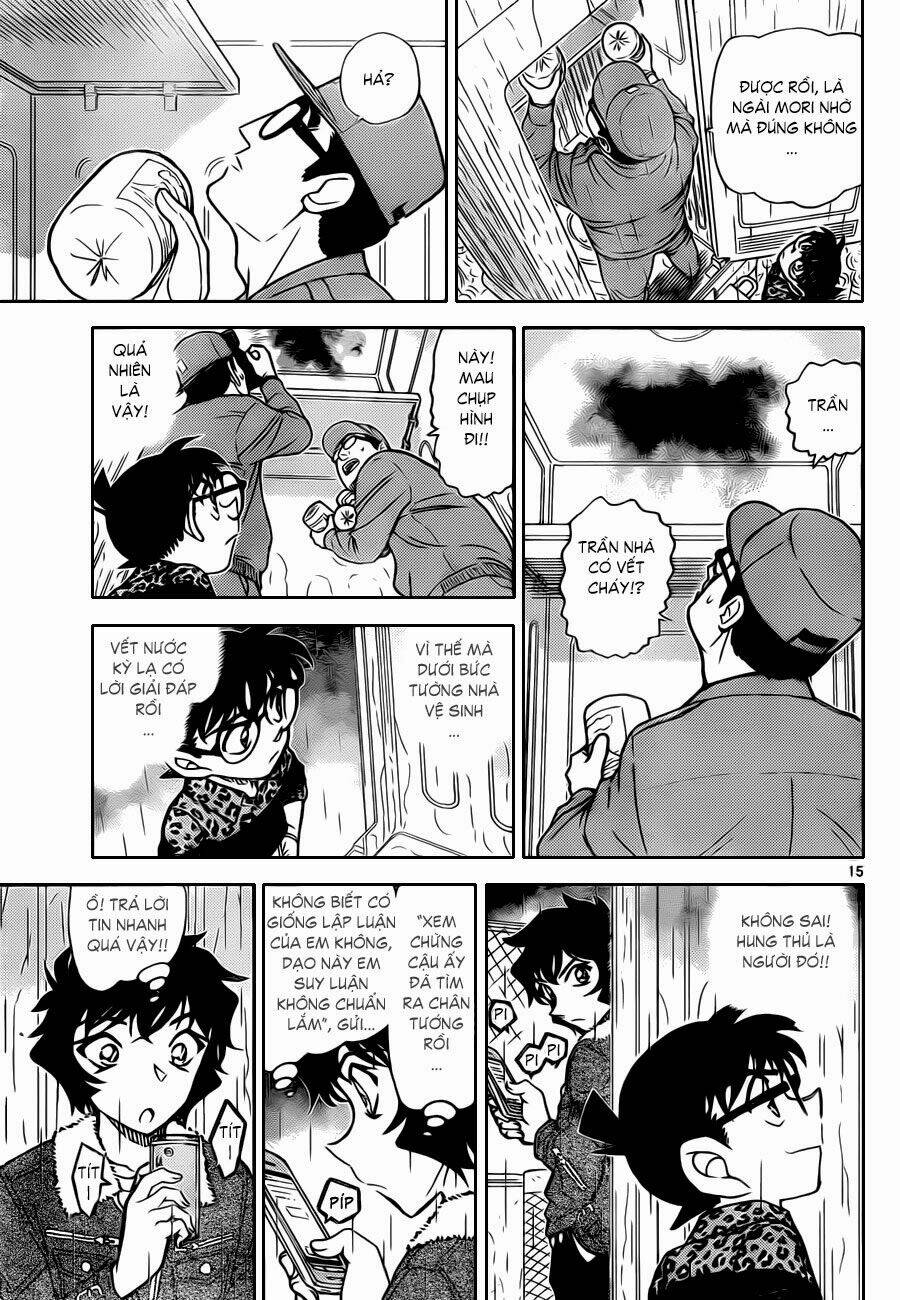 ĐƯỢC RỒI, LÀ
NGÀI MORI NHỜ
MÀ ĐÚNG KHÔNG
...
HẢ?
TRẦN
...
TRẦN NHÀ
CÓ VẾT
CHÁY!?
NÀY!
MAU
CHỤP
HÌNH
ĐI!!
QUẢ
NHIÊN
LÀ
VẬY!
VÌ THẾ MÀ
DƯỚI BỨC
TƯỜNG NHÀ
VỆ SINH
...
VẾT NƯỚC
KỲ LẠ CÓ
LỜI GIẢI ĐÁP
RỒI
...
15
KHÔNG SAI!
HUNG THỦ LÀ
NGƯỜI ĐÓ!!
PI
PI
PI
"XEM
CHỪNG
CẬU ẤY
ĐÃ TÌM
RA CHÂN
TƯỚNG
RỒI
...
KHÔNG BIẾT CÓ
GIỐNG LẬP LUẬN
CỦA EM KHÔNG,
DẠO NÀY EM
SUY LUẬN
KHÔNG CHUẨN
LẮM", GỬI...
PÍP
Ồ! TRẢ LỜI
TIN NHANH
QUÁ VẬY!!
TÍT
TÍT